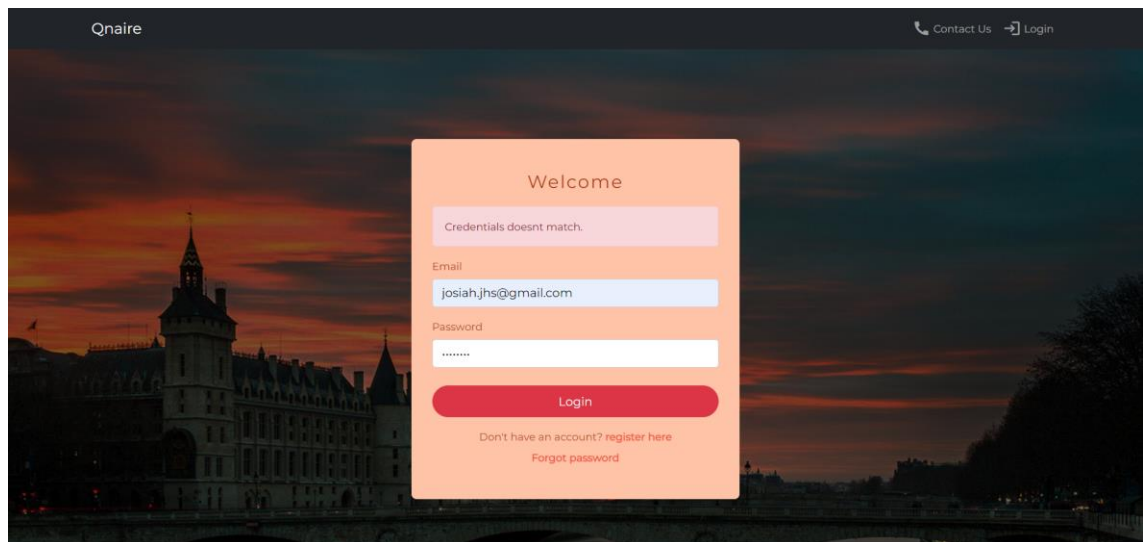 Qnaire
Contact Us
Login
Welcome
Credentials doesnt match.
Email
josiah.jhs@gmail.com
Password
........
Login
Don't have an account? register here
Forgot password